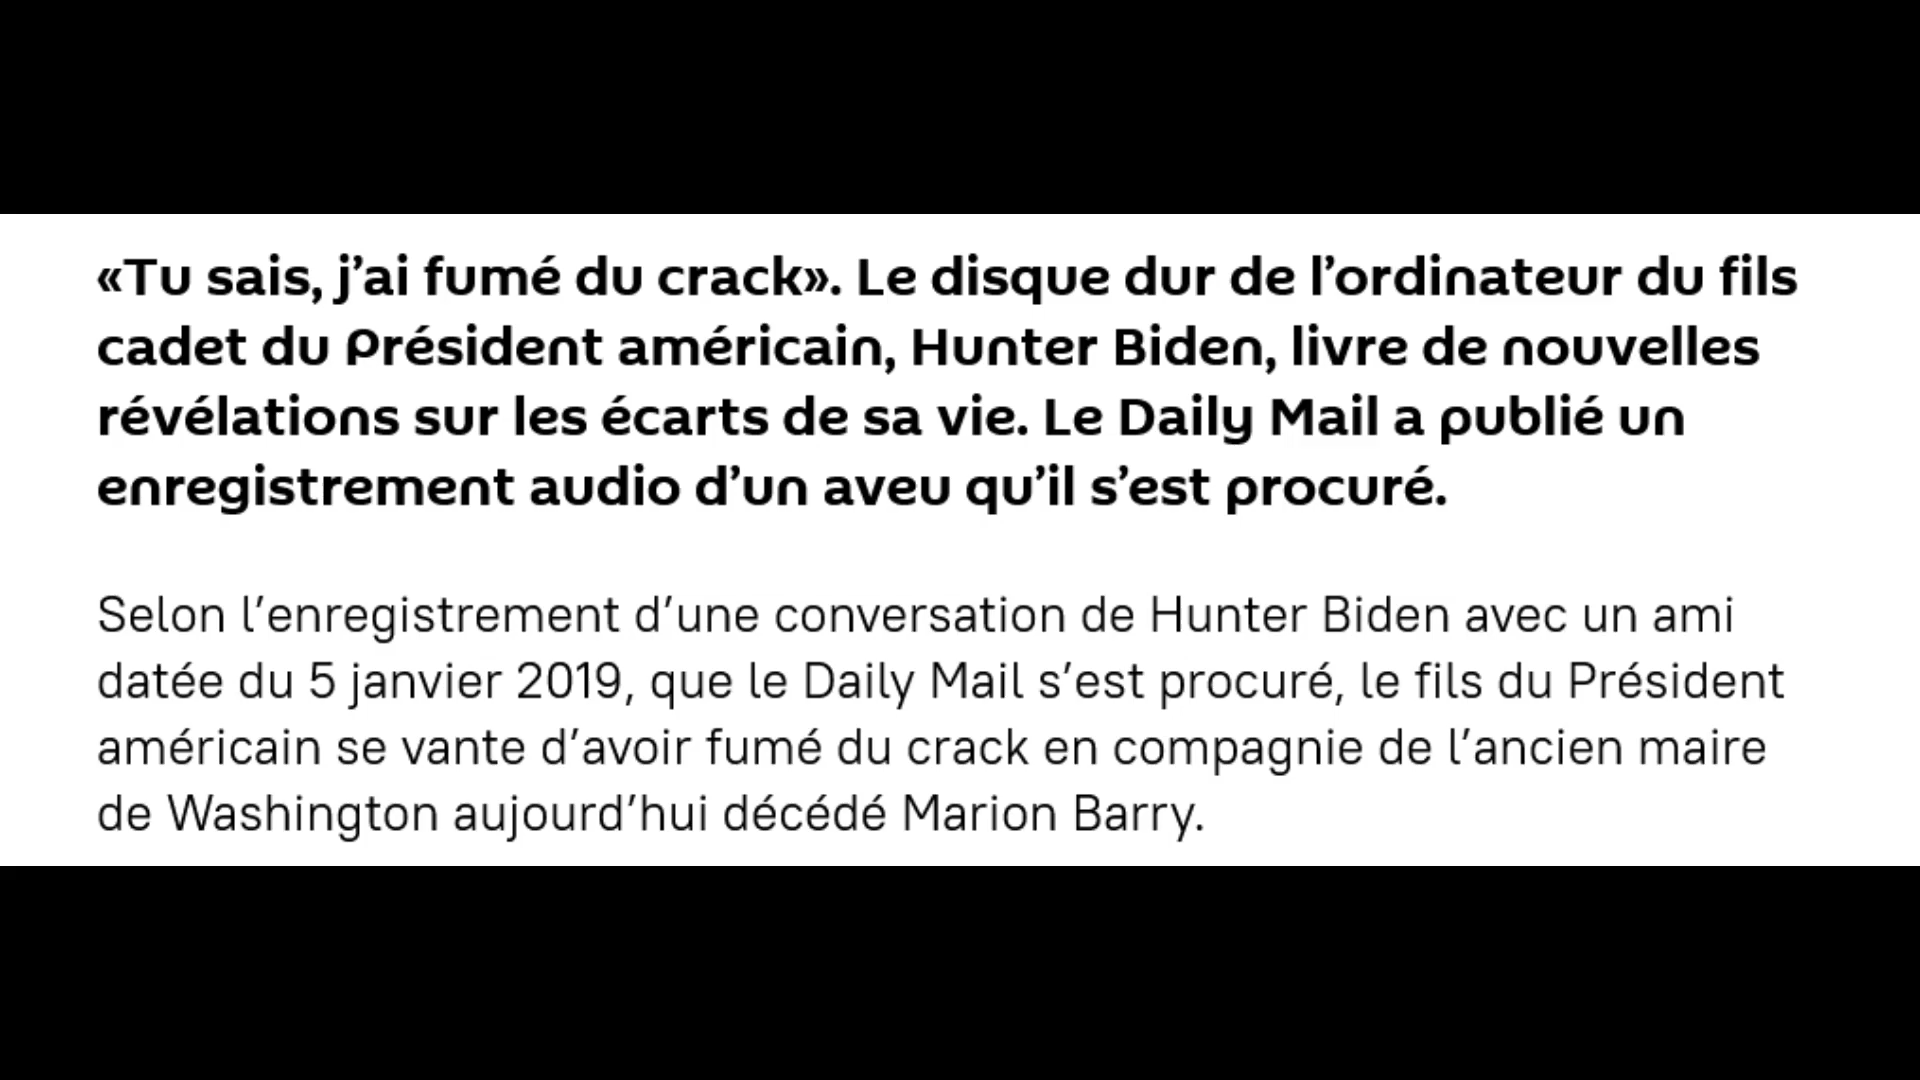 «Tu sais, j’ai fumé du crack». Le disque dur de l’ordinateur du fils
cadet du Président américain, Hunter Biden, livre de nouvelles
révélations sur les écarts de sa vie. Le Daily Mail a publié un
enregistrement audio d’un aveu qu’il s’est procuré.
Selon l’enregistrement d’une conversation de Hunter Biden avec un ami
datée du 5 janvier 2019, que le Daily Mail s’est procuré, le fils du Président
américain se vante d’avoir fumé du crack en compagnie de l’ancien maire
de Washington aujourd’hui décédé Marion Barry.